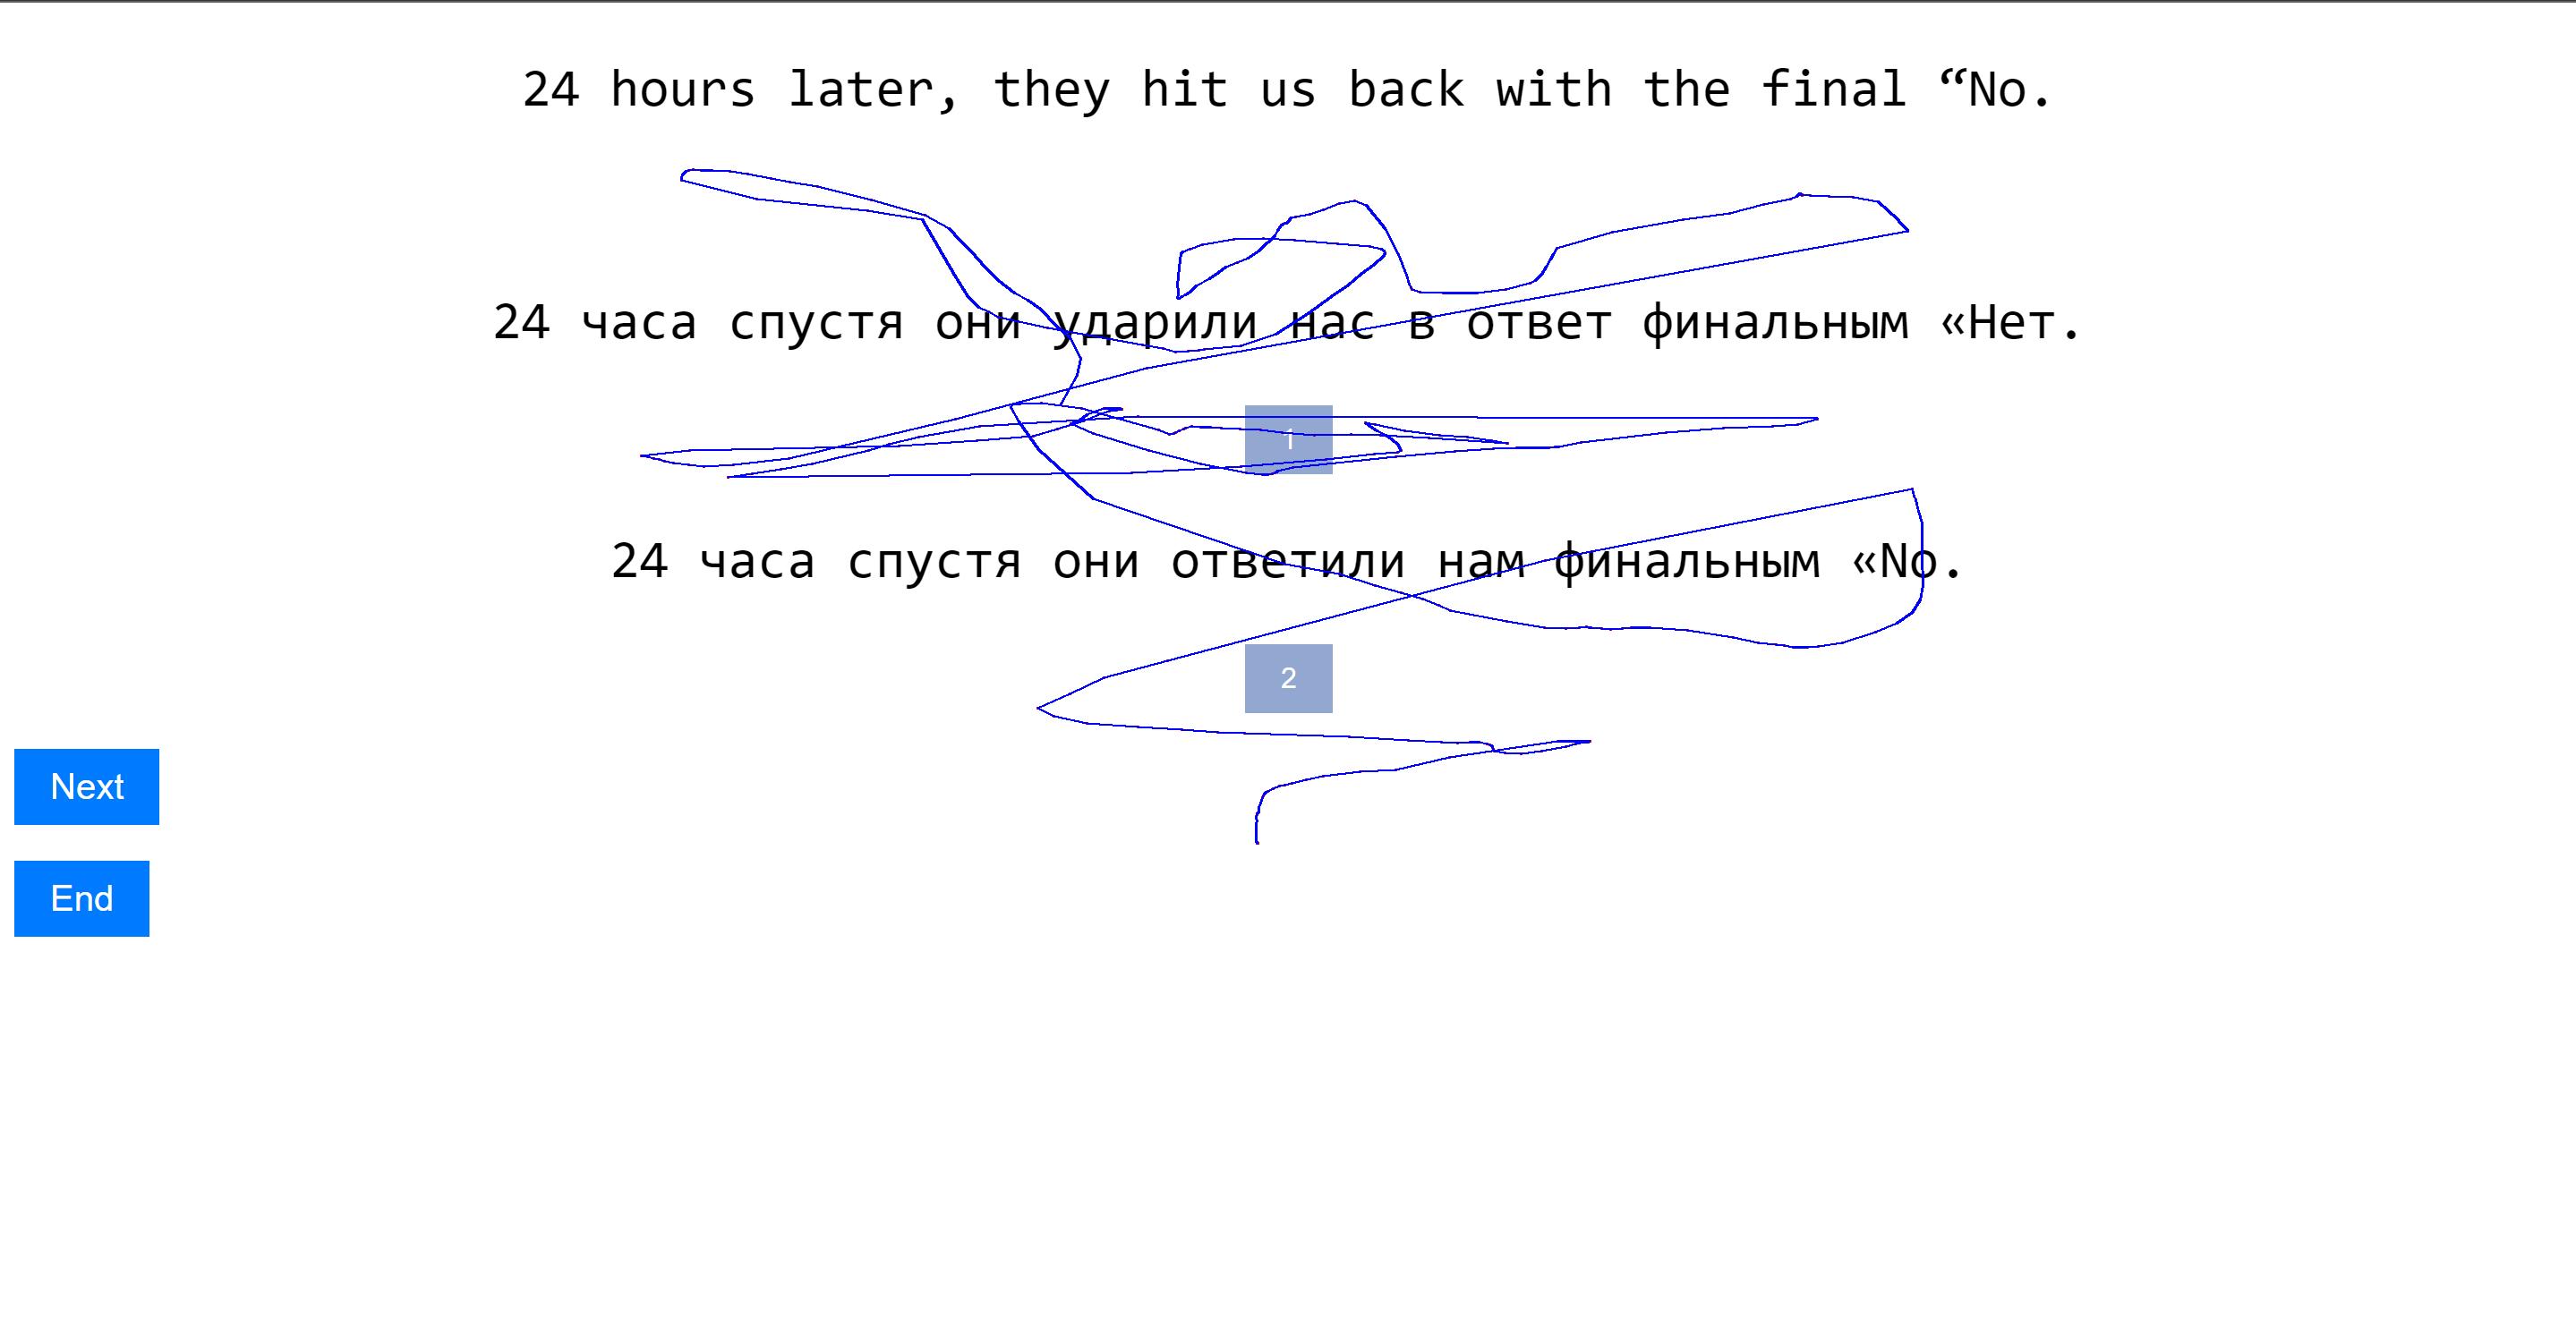 24 hours later, they hit us back with the final “No.
24 часа спустя они ударили нас в ответ финальным «Нет.
1
24 часа спустя они ответили нам финальным «No.
2
Next
End